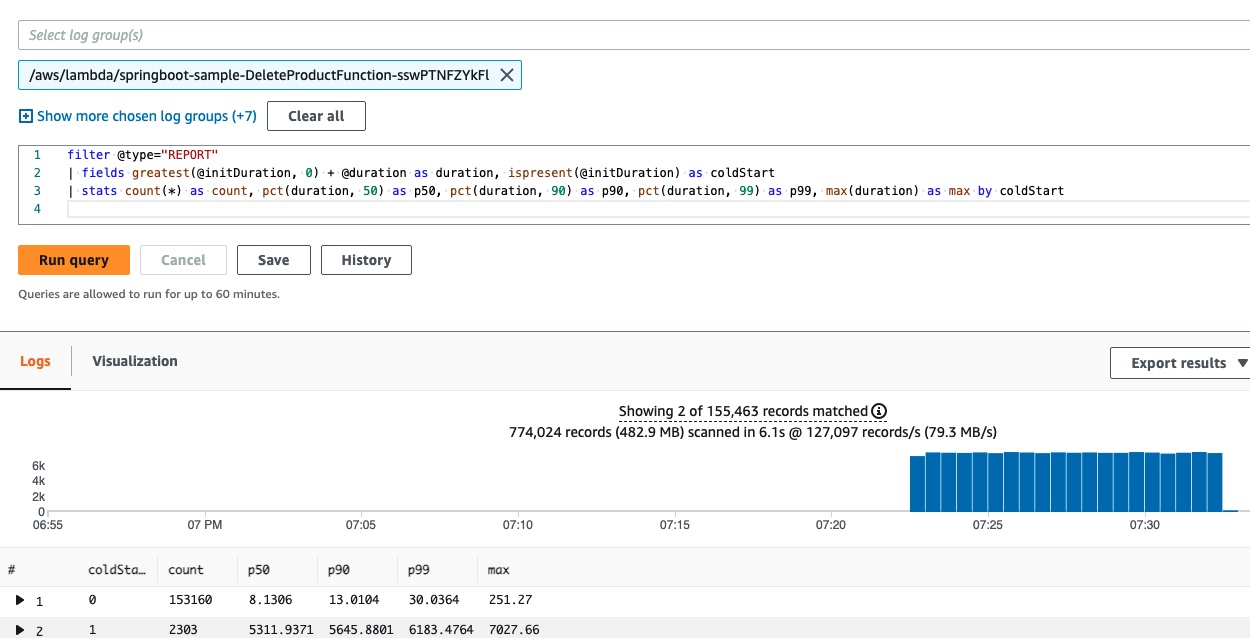 Select log group(s)
/aws/lambda/springboot-sample-DeleteProductFunction-sswPTNFZYkFl
Show more chosen log groups (+7) Clear all
1 filter @type="REPORT"
2 | fields greatest(@initDuration, 0) + @duration as duration, ispresent(@initDuration) as coldStart
3 | stats count(*) as count, pct(duration, 50) as p50, pct(duration, 90) as p90, pct(duration, 99) as p99, max(duration) as max by coldStart
4
Run query Cancel Save History
Queries are allowed to run for up to 60 minutes.
Logs Visualization
Export results
Showing 2 of 155,463 records matched
774,024 records (482.9 MB) scanned in 6.1s @ 127,097 records/s (79.3 MB/s)
6k
4k
2k
0
06:55 07 PM 07:05 07:10 07:15 07:20 07:25 07:30
# coldSta… count p50 p90 p99 max
1 0 153160 8.1306 13.0104 30.0364 251.27
2 1 2303 5311.9371 5645.8801 6183.4764 7027.66